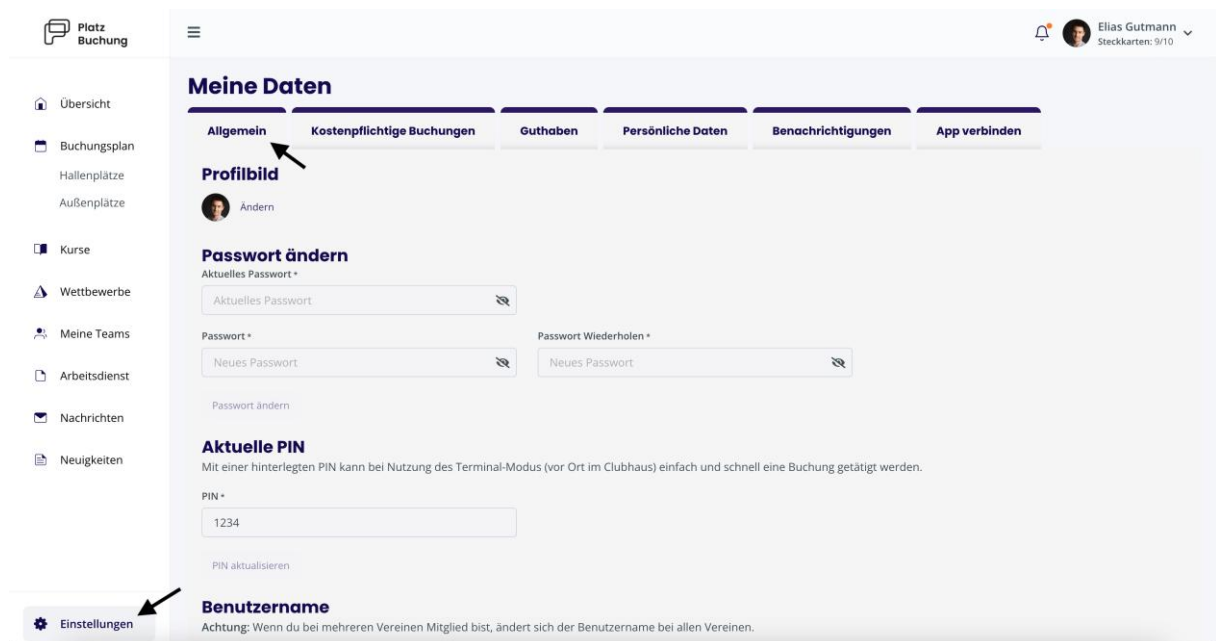 Platz
Buchung
Elias Gutmann
Steckkarten: 9/10
Übersicht
Buchungsplan
Hallenplätze
Außenplätze
Kurse
Wettbewerbe
Meine Teams
Arbeitsdienst
Nachrichten
Neuigkeiten
Einstellungen
Meine Daten
Allgemein Kostenpflichtige Buchungen Guthaben Persönliche Daten Benachrichtigungen App verbinden
Profilbild
Ändern
Passwort ändern
Aktuelles Passwort *
Aktuelles Passwort
Passwort * Passwort Wiederholen *
Neues Passwort Neues Passwort
Passwort ändern
Aktuelle PIN
Mit einer hinterlegten PIN kann bei Nutzung des Terminal-Modus (vor Ort im Clubhaus) einfach und schnell eine Buchung getätigt werden.
PIN *
1234
PIN aktualisieren
Benutzername
Achtung: Wenn du bei mehreren Vereinen Mitglied bist, ändert sich der Benutzername bei allen Vereinen.